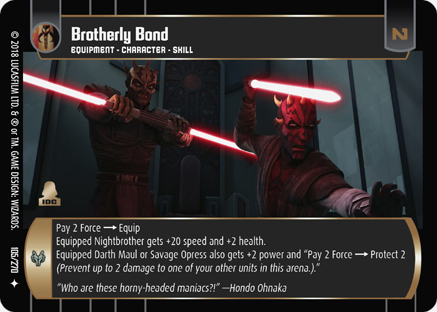 Brotherly Bond
EQUIPMENT • CHARACTER • SKILL
N
© 2018 LUCASFILM LTD. & ® OR TM. GAME DESIGN: WIZARDS.
105/270
IDC
Pay 2 Force → Equip
Equipped Nightbrother gets +20 speed and +2 health.
Equipped Darth Maul or Savage Opress also gets +2 power and “Pay 2 Force → Protect 2
(Prevent up to 2 damage to one of your other units in this arena.).”
“Who are these horny-headed maniacs?!” —Hondo Ohnaka